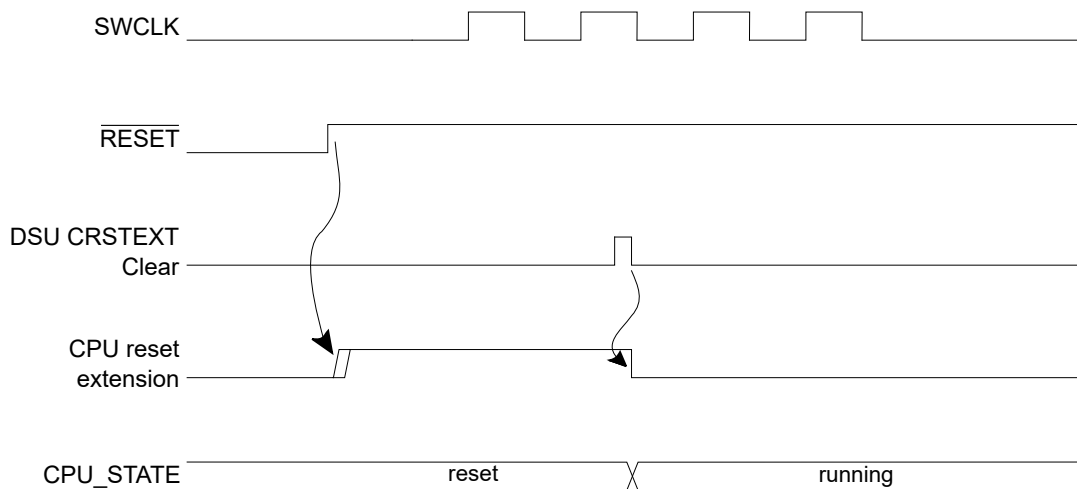 SWCLK
RESET
DSU CRSTEXT
Clear
CPU reset
extension
CPU_STATE
reset
running